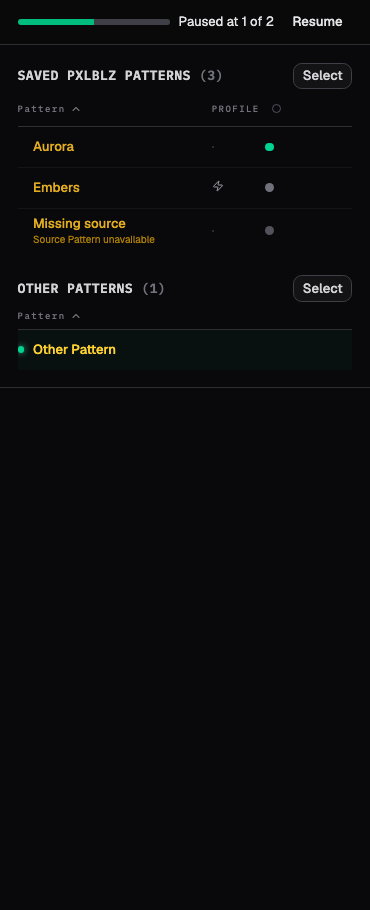 Paused at 1 of 2 Resume
SAVED PXLBLZ PATTERNS (3) Select
Pattern PROFILE
Aurora
Embers
Missing source
Source Pattern unavailable
OTHER PATTERNS (1) Select
Pattern
Other Pattern